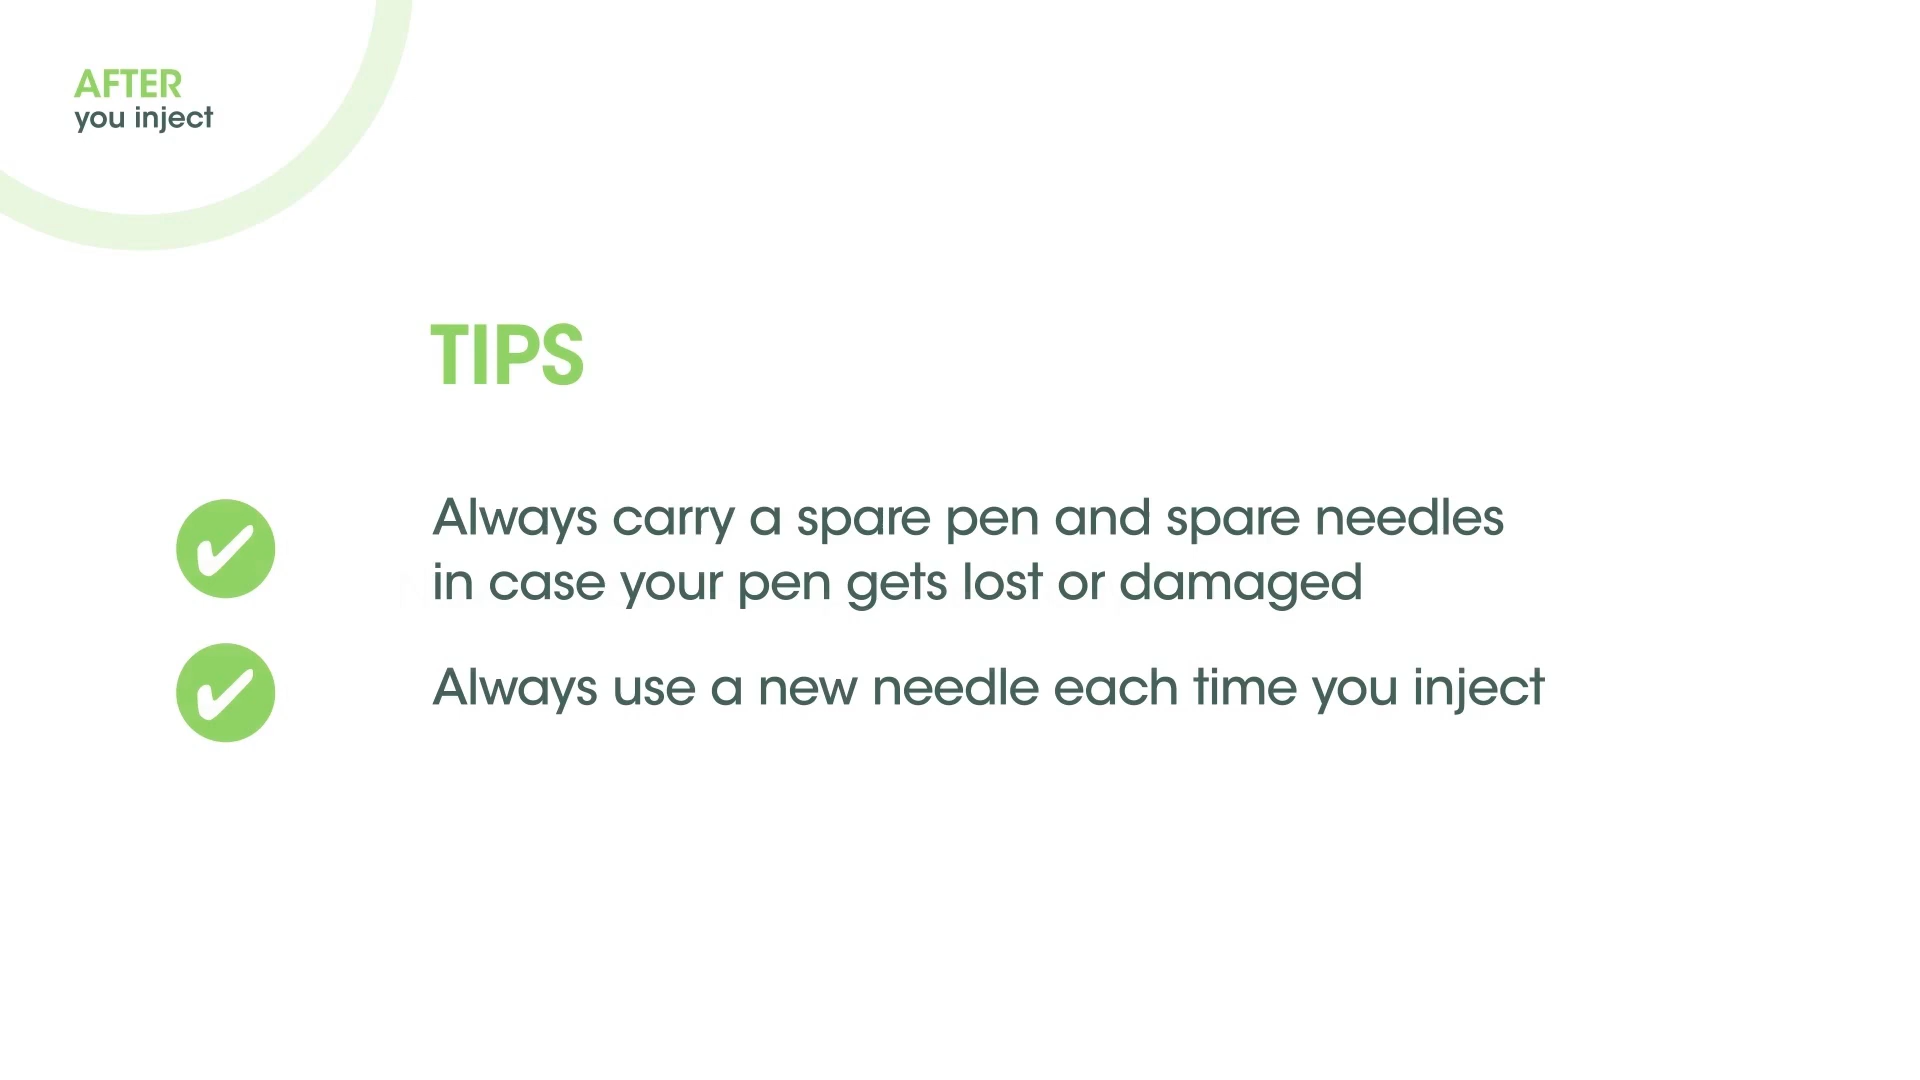 AFTER
you inject
TIPS
Always carry a spare pen and spare needles
in case your pen gets lost or damaged
Always use a new needle each time you inject